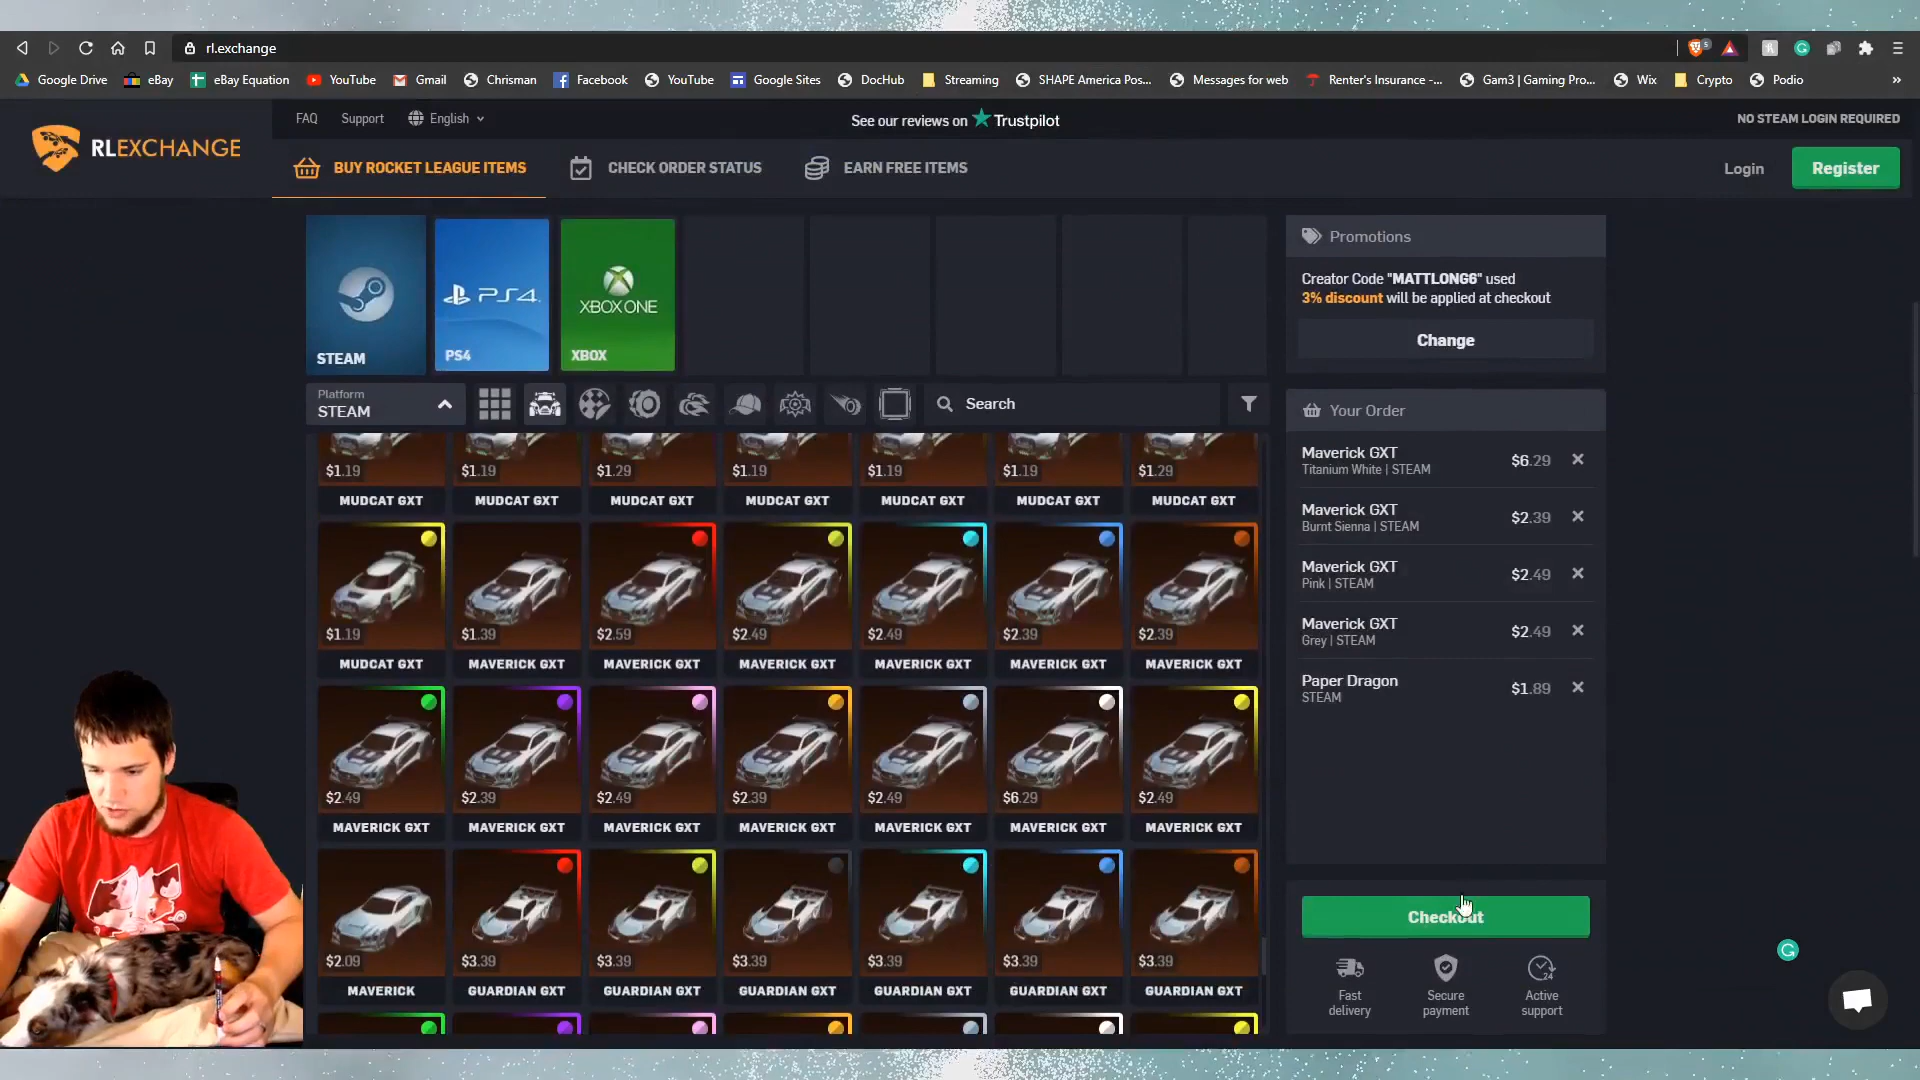 rl.exchange
Google Drive
eBay
eBay Equation
YouTube
Gmail
Chrisman
Facebook
YouTube
Google Sites
DocHub
Streaming
SHAPE America Pos...
Messages for web
Renter's Insurance -...
Gam3 | Gaming Pro...
Wix
Crypto
Podio
»
RLEXCHANGE
FAQ
Support
English
See our reviews on Trustpilot
NO STEAM LOGIN REQUIRED
BUY ROCKET LEAGUE ITEMS
CHECK ORDER STATUS
EARN FREE ITEMS
Login
Register
STEAM
PS4
PS4
XBOX ONE
XBOX
Platform
STEAM
Search
$1.19 $1.19 $1.29 $1.19 $1.19 $1.19 $1.29
MUDCAT GXT MUDCAT GXT MUDCAT GXT MUDCAT GXT MUDCAT GXT MUDCAT GXT MUDCAT GXT
$1.19 $1.39 $2.59 $2.49 $2.49 $2.39 $2.39
MUDCAT GXT MAVERICK GXT MAVERICK GXT MAVERICK GXT MAVERICK GXT MAVERICK GXT MAVERICK GXT
$2.49 $2.39 $2.49 $2.39 $2.49 $6.29 $2.49
MAVERICK GXT MAVERICK GXT MAVERICK GXT MAVERICK GXT MAVERICK GXT MAVERICK GXT MAVERICK GXT
$2.09 $3.39 $3.39 $3.39 $3.39 $3.39 $3.39
MAVERICK GUARDIAN GXT GUARDIAN GXT GUARDIAN GXT GUARDIAN GXT GUARDIAN GXT GUARDIAN GXT
Promotions
Creator Code "MATTLONG6" used
3% discount will be applied at checkout
Change
Your Order
Maverick GXT
Titanium White | STEAM
$6.29
Maverick GXT
Burnt Sienna | STEAM
$2.39
Maverick GXT
Pink | STEAM
$2.49
Maverick GXT
Grey | STEAM
$2.49
Paper Dragon
STEAM
$1.89
Checkout
Fast
delivery
Secure
payment
24
Active
support